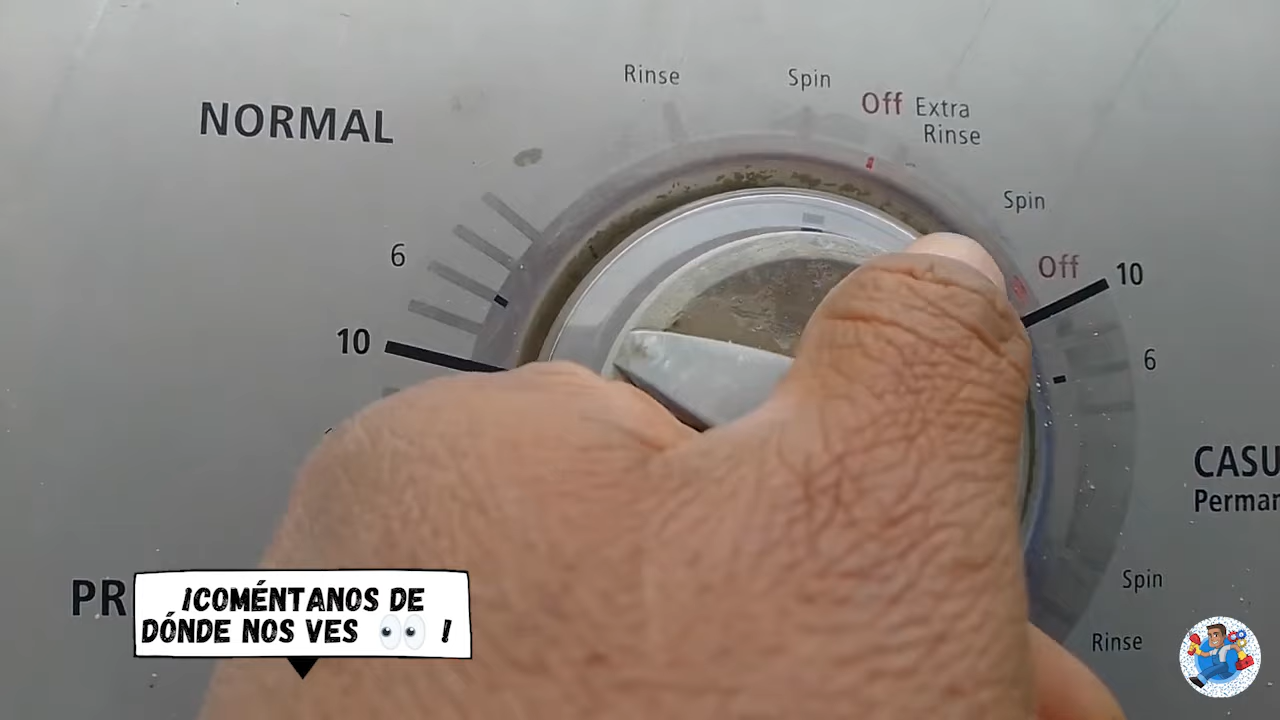 Rinse
Spin
Off
Extra
Rinse
NORMAL
Spin
6
Off
10
10
6
CASU
Perman
Spin
PR
¡COMÉNTANOS DE
DÓNDE NOS VES 👀 !
Rinse